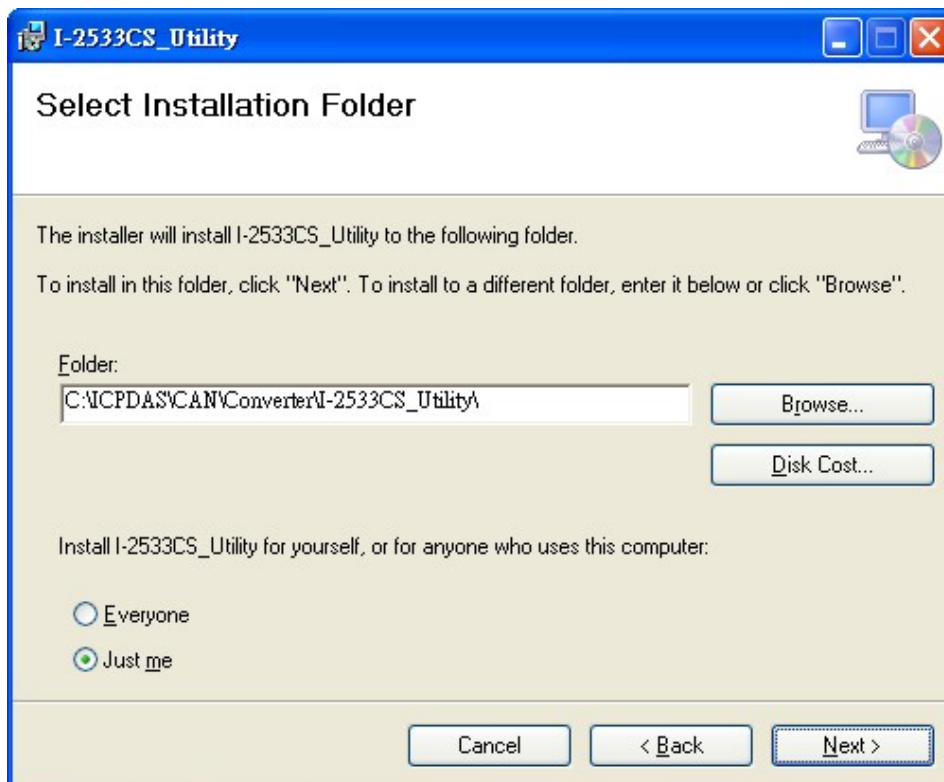 I-2533CS_Utility
Select Installation Folder
The installer will install I-2533CS_Utility to the following folder.
To install in this folder, click "Next". To install to a different folder, enter it below or click "Browse".
Folder:
C:\ICPDAS\CAN\Converter\I-2533CS_Utility\
Browse...
Disk Cost...
Install I-2533CS_Utility for yourself, or for anyone who uses this computer:
Everyone
Just me
Cancel
< Back
Next >